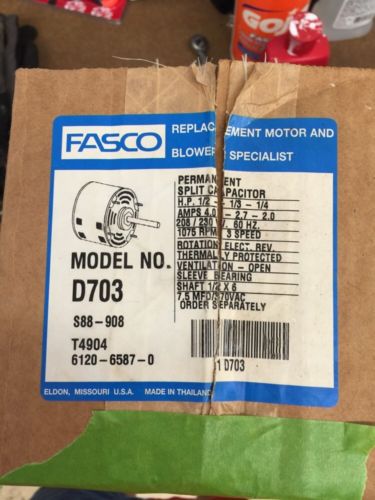 GOJO
FASCO
REPLACEMENT MOTOR AND
BLOWER SPECIALIST
PERMANENT
SPLIT CAPACITOR
H.P. 1/2 - 1/3 - 1/4
AMPS 4.0 - 2.7 - 2.0
208 / 230 V. 60 HZ.
1075 RPM 3 SPEED
ROTATION ELECT. REV.
THERMALLY PROTECTED
VENTILATION - OPEN
SLEEVE BEARING
SHAFT 1/2 X 6
7.5 MFD/370VAC
ORDER SEPARATELY
MODEL NO.
D703
S88-908
T4904
6120-6587-0
D703
ELDON, MISSOURI U.S.A. MADE IN THAILAND